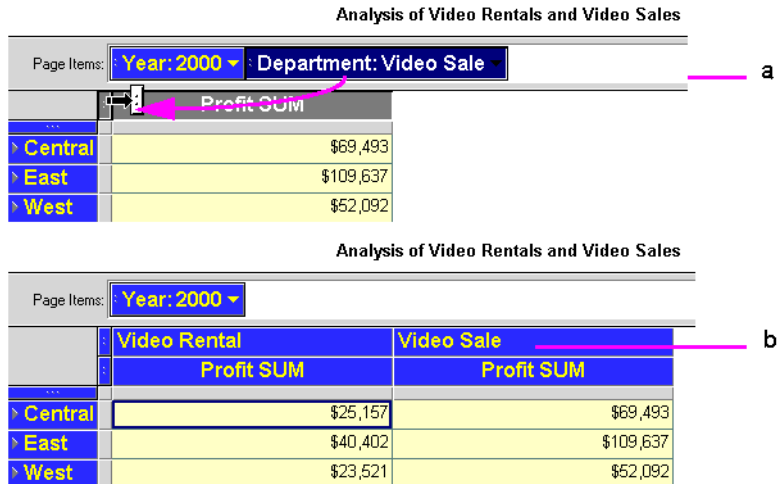 Analysis of Video Rentals and Video Sales
Page Items: Year: 2000 Department: Video Sale
a
Profit SUM
Central $69,493
East $109,637
West $52,092
Analysis of Video Rentals and Video Sales
Page Items: Year: 2000
Video Rental Video Sale
b
Profit SUM Profit SUM
Central $25,157 $69,493
East $40,402 $109,637
West $23,521 $52,092